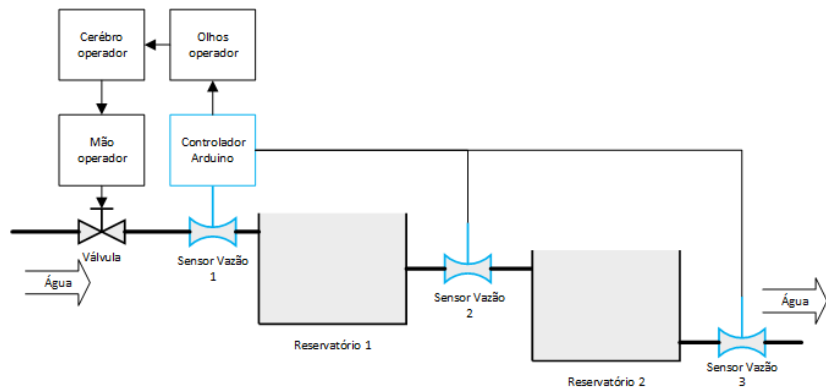 Cerébro
operador
Olhos
operador
Mão
operador
Controlador
Arduino
Válvula
Sensor Vazão
1
Água
Reservatório 1
Sensor Vazão
2
Água
Reservatório 2
Sensor Vazão
3